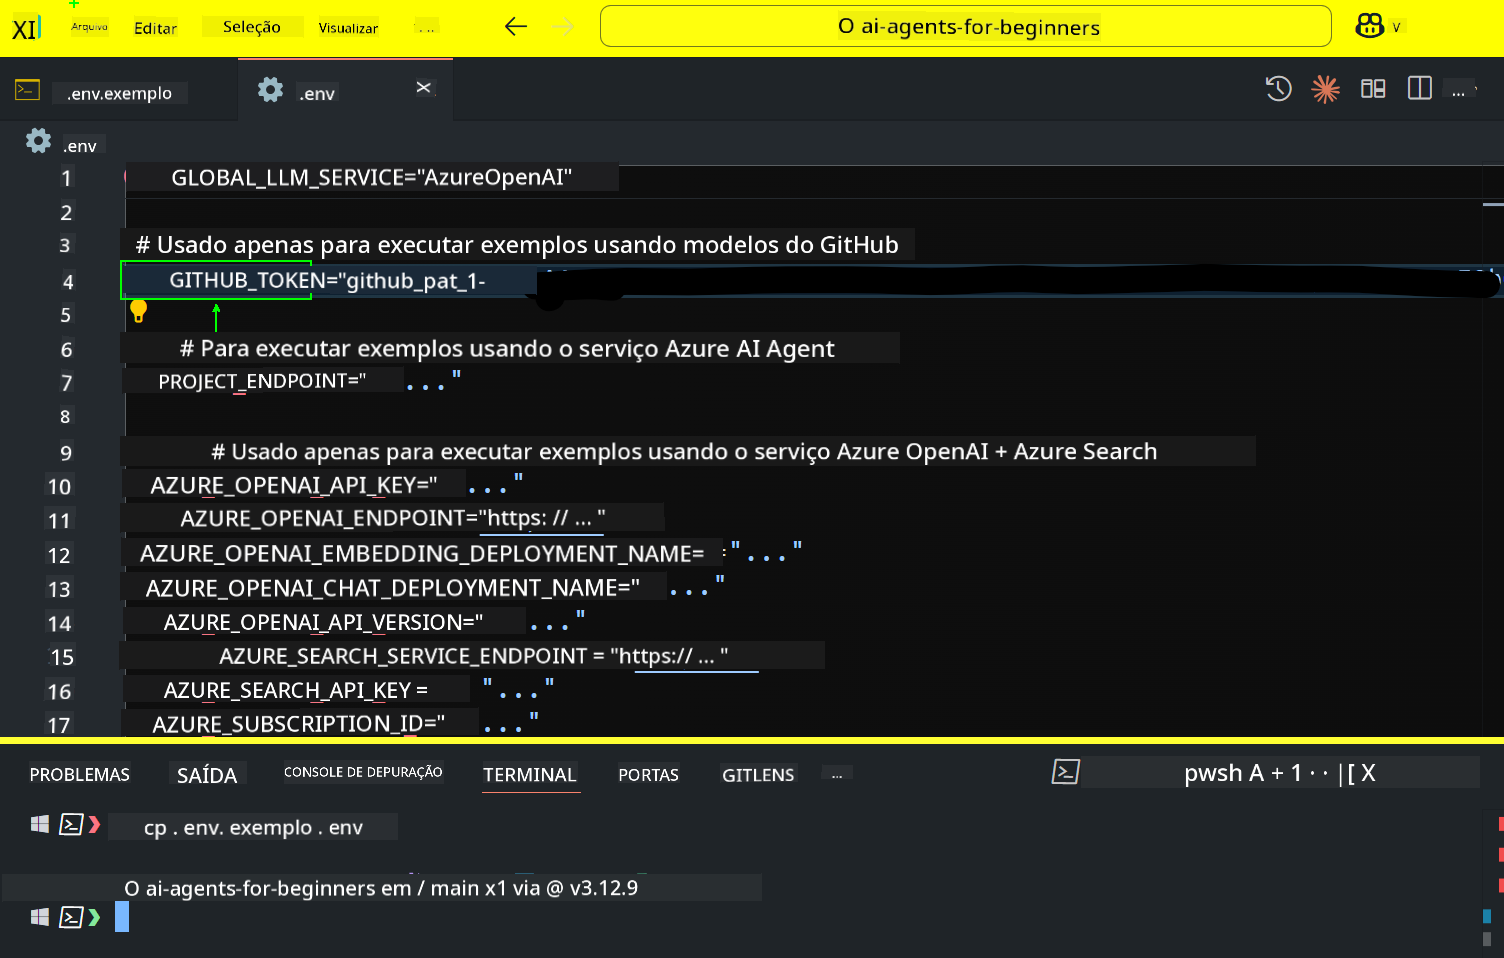 XI Arquivo Editar Seleção Visualizar ... O ai-agents-for-beginners
.env.exemplo .env ...
.env
1 GLOBAL_LLM_SERVICE="AzureOpenAI"
2
3 # Usado apenas para executar exemplos usando modelos do GitHub
4 GITHUB_TOKEN="github_pat_1-
5
6 # Para executar exemplos usando o serviço Azure AI Agent
7 PROJECT_ENDPOINT=" ..."
8
9 # Usado apenas para executar exemplos usando o serviço Azure OpenAI + Azure Search
10 AZURE_OPENAI_API_KEY=" ..."
11 AZURE_OPENAI_ENDPOINT="https: // ... "
12 AZURE_OPENAI_EMBEDDING_DEPLOYMENT_NAME= ="..."
13 AZURE_OPENAI_CHAT_DEPLOYMENT_NAME=" ..."
14 AZURE_OPENAI_API_VERSION=" ..."
15 AZURE_SEARCH_SERVICE_ENDPOINT = "https:// ... "
16 AZURE_SEARCH_API_KEY = "..."
17 AZURE_SUBSCRIPTION_ID=" ..."
PROBLEMAS SAÍDA CONSOLE DE DEPURAÇÃO TERMINAL PORTAS GITLENS ... pwsh A + 1 · · |[ X
cp . env. exemplo . env
O ai-agents-for-beginners em / main x1 via @ v3.12.9